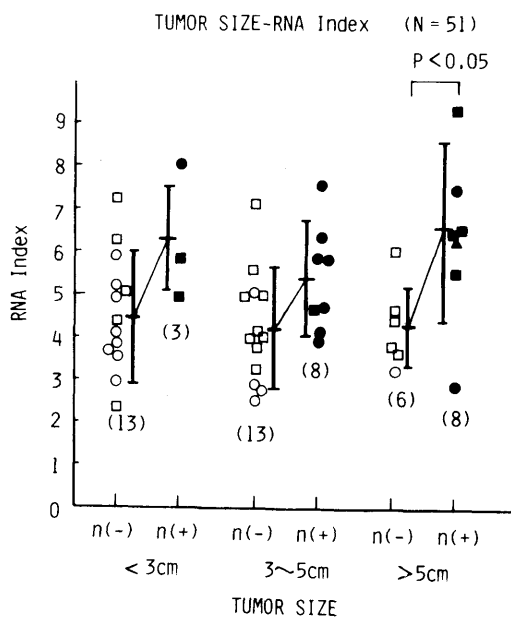 TUMOR SIZE-RNA Index (N=51)
P<0.05
9
8
7
6
5
4
3
2
1
0
RNA Index
(13)
(3)
(13)
(8)
(6)
(8)
n(-) n(+) n(-) n(+) n(-) n(+)
<3cm 3~5cm >5cm
TUMOR SIZE